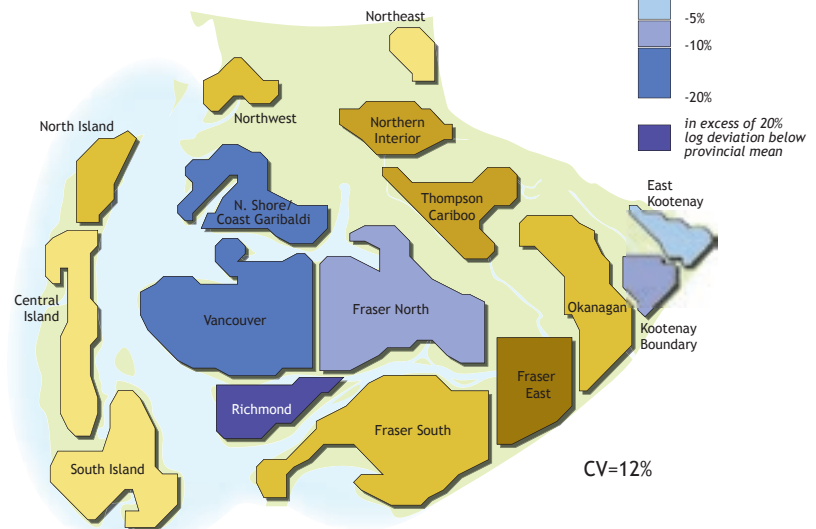 Northeast
-5%
-10%
-20%
in excess of 20%
log deviation below
provincial mean
Northwest
North Island
Northern
Interior
N. Shore/
Coast Garibaldi
Thompson
Cariboo
East
Kootenay
Central
Island
Vancouver
Fraser North
Okanagan
Kootenay
Boundary
Richmond
Fraser South
Fraser
East
South Island
CV=12%